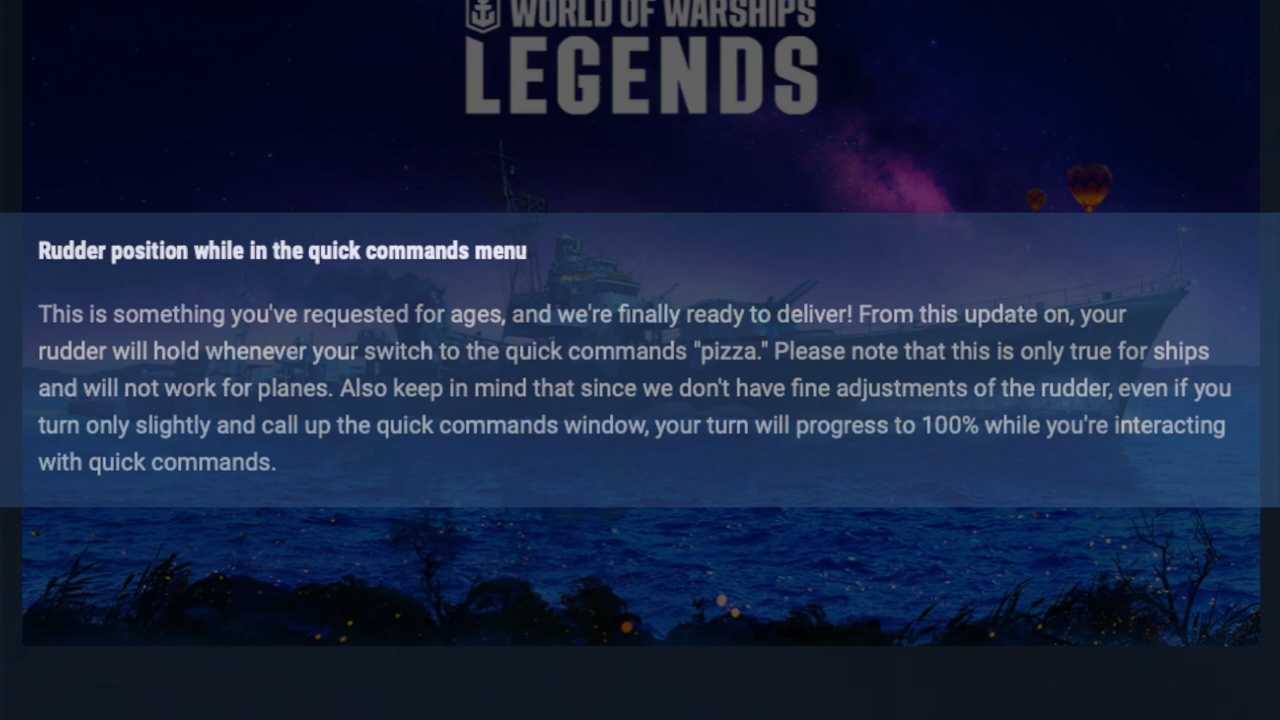 WORLD OF WARSHIPS
LEGENDS
Rudder position while in the quick commands menu
This is something you've requested for ages, and we're finally ready to deliver! From this update on, your
rudder will hold whenever your switch to the quick commands "pizza." Please note that this is only true for ships
and will not work for planes. Also keep in mind that since we don't have fine adjustments of the rudder, even if you
turn only slightly and call up the quick commands window, your turn will progress to 100% while you're interacting
with quick commands.